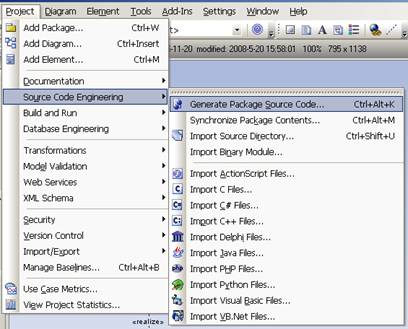 Project Diagram Element Tools Add-Ins Settings Window Help
Add Package... Ctrl+W
Add Diagram... Ctrl+Insert
Add Element... Ctrl+M
-11-20 modified: 2008-5-20 15:58:01 100% 795 x 1138
Documentation
Source Code Engineering
Build and Run
Database Engineering
Transformations
Model Validation
Web Services
XML Schema
Security
Version Control
Import/Export
Manage Baselines... Ctrl+Alt+B
Use Case Metrics...
View Project Statistics...
Generate Package Source Code... Ctrl+Alt+K
Synchronize Package Contents... Ctrl+Alt+M
Import Source Directory... Ctrl+Shift+U
Import Binary Module...
Import ActionScript Files...
Import C Files...
Import C# Files...
Import C++ Files...
Import Delphi Files...
Import Java Files...
Import PHP Files...
Import Python Files...
Import Visual Basic Files...
Import VB.Net Files...
«realize»